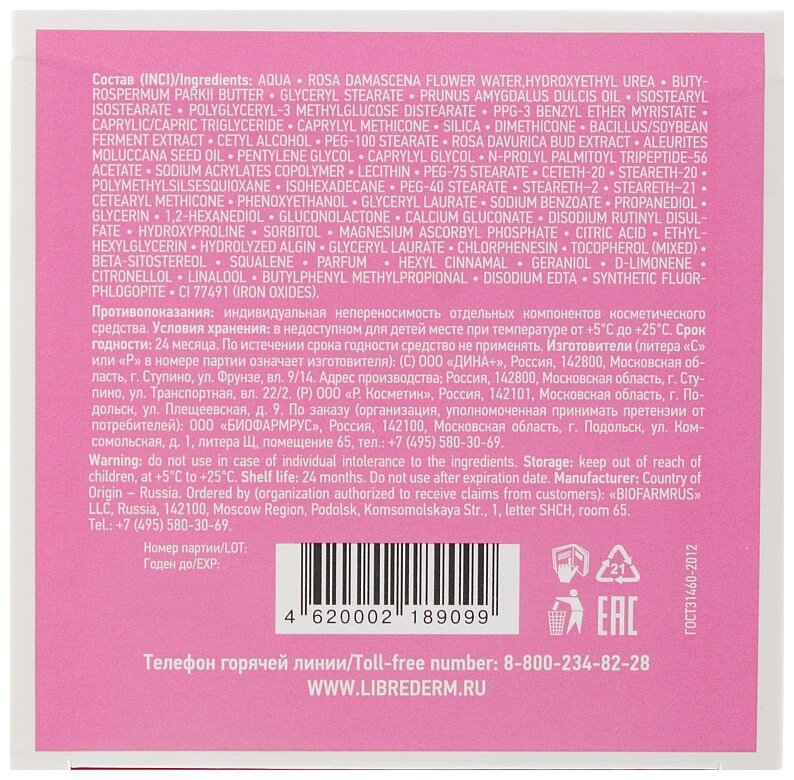 Состав (INCI)/Ingredients: AQUA • ROSA DAMASCENA FLOWER WATER,HYDROXYETHYL UREA • BUTY-
ROSPERMUM PARKII BUTTER • GLYCERYL STEARATE • PRUNUS AMYGDALUS DULCIS OIL • ISOSTEARYL
ISOSTEARATE • POLYGLYCERYL-3 METHYLGLUCOSE DISTEARATE • PPG-3 BENZYL ETHER MYRISTATE •
CAPRYLIC/CAPRIC TRIGLYCERIDE • CAPRYLYL METHICONE • SILICA • DIMETHICONE • BACILLUS/SOYBEAN
FERMENT EXTRACT • CETYL ALCOHOL • PEG-100 STEARATE • ROSA DAVURICA BUD EXTRACT • ALEURITES
MOLUCCANA SEED OIL • PENTYLENE GLYCOL • CAPRYLYL GLYCOL • N-PROLYL PALMITOYL TRIPEPTIDE-56
ACETATE • SODIUM ACRYLATES COPOLYMER • LECITHIN • PEG-75 STEARATE • CETETH-20 • STEARETH-20 •
POLYMETHYLSILSESQUIOXANE • ISOHEXADECANE • PEG-40 STEARATE • STEARETH-2 • STEARETH-21 •
CETEARYL METHICONE • PHENOXYETHANOL • GLYCERYL LAURATE • SODIUM BENZOATE • PROPANEDIOL •
GLYCERIN • 1,2-HEXANEDIOL • GLUCONOLACTONE • CALCIUM GLUCONATE • DISODIUM RUTINYL DISUL-
FATE • HYDROXYPROLINE • SORBITOL • MAGNESIUM ASCORBYL PHOSPHATE • CITRIC ACID • ETHYL-
HEXYLGLYCERIN • HYDROLYZED ALGIN • GLYCERYL LAURATE • CHLORPHENESIN • TOCOPHEROL (MIXED) •
BETA-SITOSTEREOL • SQUALENE • PARFUM • HEXYL CINNAMAL • GERANIOL • D-LIMONENE •
CITRONELLOL • LINALOOL • BUTYLPHENYL METHYLPROPIONAL • DISODIUM EDTA • SYNTHETIC FLUOR-
PHLOGOPITE • CI 77491 (IRON OXIDES).
Противопоказания: индивидуальная непереносимость отдельных компонентов косметического
средства. Условия хранения: в недоступном для детей месте при температуре от +5°С до +25°С. Срок
годности: 24 месяца. По истечении срока годности средство не применять. Изготовители (литера «С»
или «Р» в номере партии означает изготовителя): (С) ООО «ДИНА+», Россия, 142800, Московская об-
ласть, г. Ступино, ул. Фрунзе, вл. 9/14. Адрес производства: Россия, 142800, Московская область, г. Сту-
пино, ул. Транспортная, вл. 22/2. (Р) ООО «Р. Косметик», Россия, 142101, Московская область, г. По-
дольск, ул. Плещеевская, д. 9. По заказу (организация, уполномоченная принимать претензии от
потребителей): ООО «БИОФАРМРУС», Россия, 142100, Московская область, г. Подольск, ул. Ком-
сомольская, д. 1, литера Щ, помещение 65, тел.: +7 (495) 580-30-69.
Warning: do not use in case of individual intolerance to the ingredients. Storage: keep out of reach of
children, at +5°C to +25°C. Shelf life: 24 months. Do not use after expiration date. Manufacturer: Country of
Origin – Russia. Ordered by (organization authorized to receive claims from customers): «BIOFARMRUS»
LLC, Russia, 142100, Moscow Region, Podolsk, Komsomolskaya Str., 1, letter SHCH, room 65.
Tel.: +7 (495) 580-30-69.
Номер партии/LOT:
Годен до/EXP:
4 620002 189099
21
EAC
ГОСТ31460-2012
Телефон горячей линии/Toll-free number: 8-800-234-82-28
WWW.LIBREDERM.RU